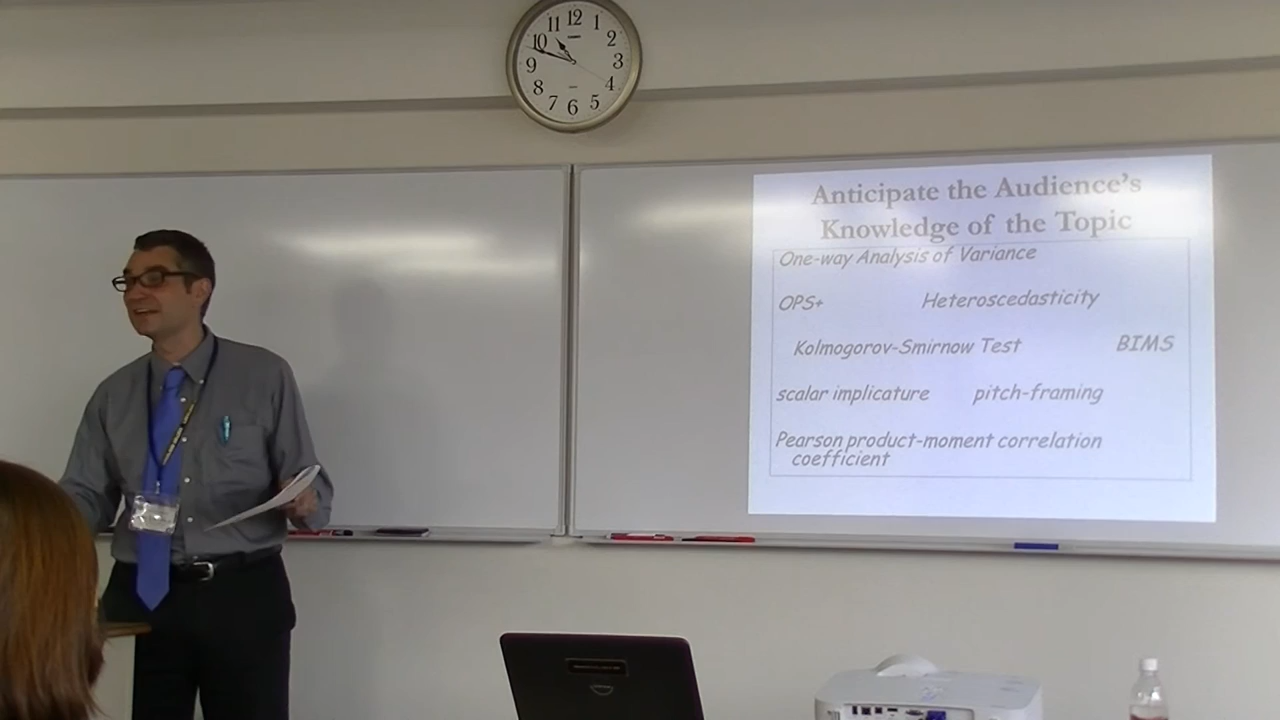 11 12 1
10 2
9 3
8 4
7 6 5
Anticipate the Audience's
Knowledge of the Topic
One-way Analysis of Variance
OPS+ Heteroscedasticity
Kolmogorov-Smirnow Test BIMS
scalar implicature pitch-framing
Pearson product-moment correlation
coefficient